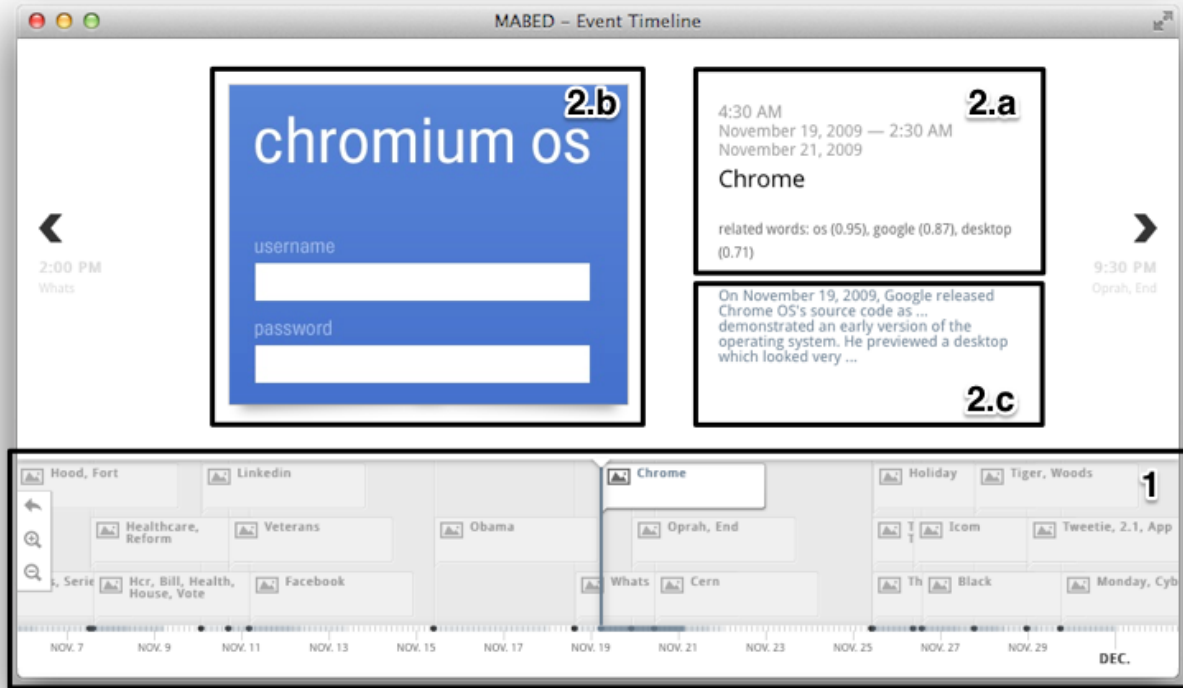 MABED – Event Timeline
2.b
chromium os
username
password
2.a
4:30 AM
November 19, 2009 — 2:30 AM
November 21, 2009
Chrome
related words: os (0.95), google (0.87), desktop
(0.71)
On November 19, 2009, Google released
Chrome OS's source code as ...
demonstrated an early version of the
operating system. He previewed a desktop
which looked very ...
2.c
2:00 PM
Whats
9:30 PM
Oprah, End
1
Hood, Fort
Linkedin
Chrome
Holiday
Tiger, Woods
Healthcare,
Reform
Veterans
Obama
Oprah, End
T
T
Icom
Tweetie, 2.1, App
s, Serie
Hcr, Bill, Health,
House, Vote
Facebook
Whats
Cern
Th
Black
Monday, Cyb
NOV. 7
NOV. 9
NOV. 11
NOV. 13
NOV. 15
NOV. 17
NOV. 19
NOV. 21
NOV. 23
NOV. 25
NOV. 27
NOV. 29
DEC.